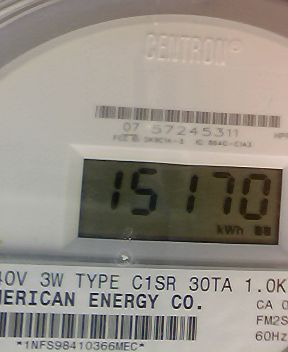 CENTRON®
07 57245311
15170
kWh
40V 3W TYPE C1SR 30TA 1.0K
MERICAN ENERGY CO.
CA 0
FM2S
60Hz
*1NFS98410366MEC*